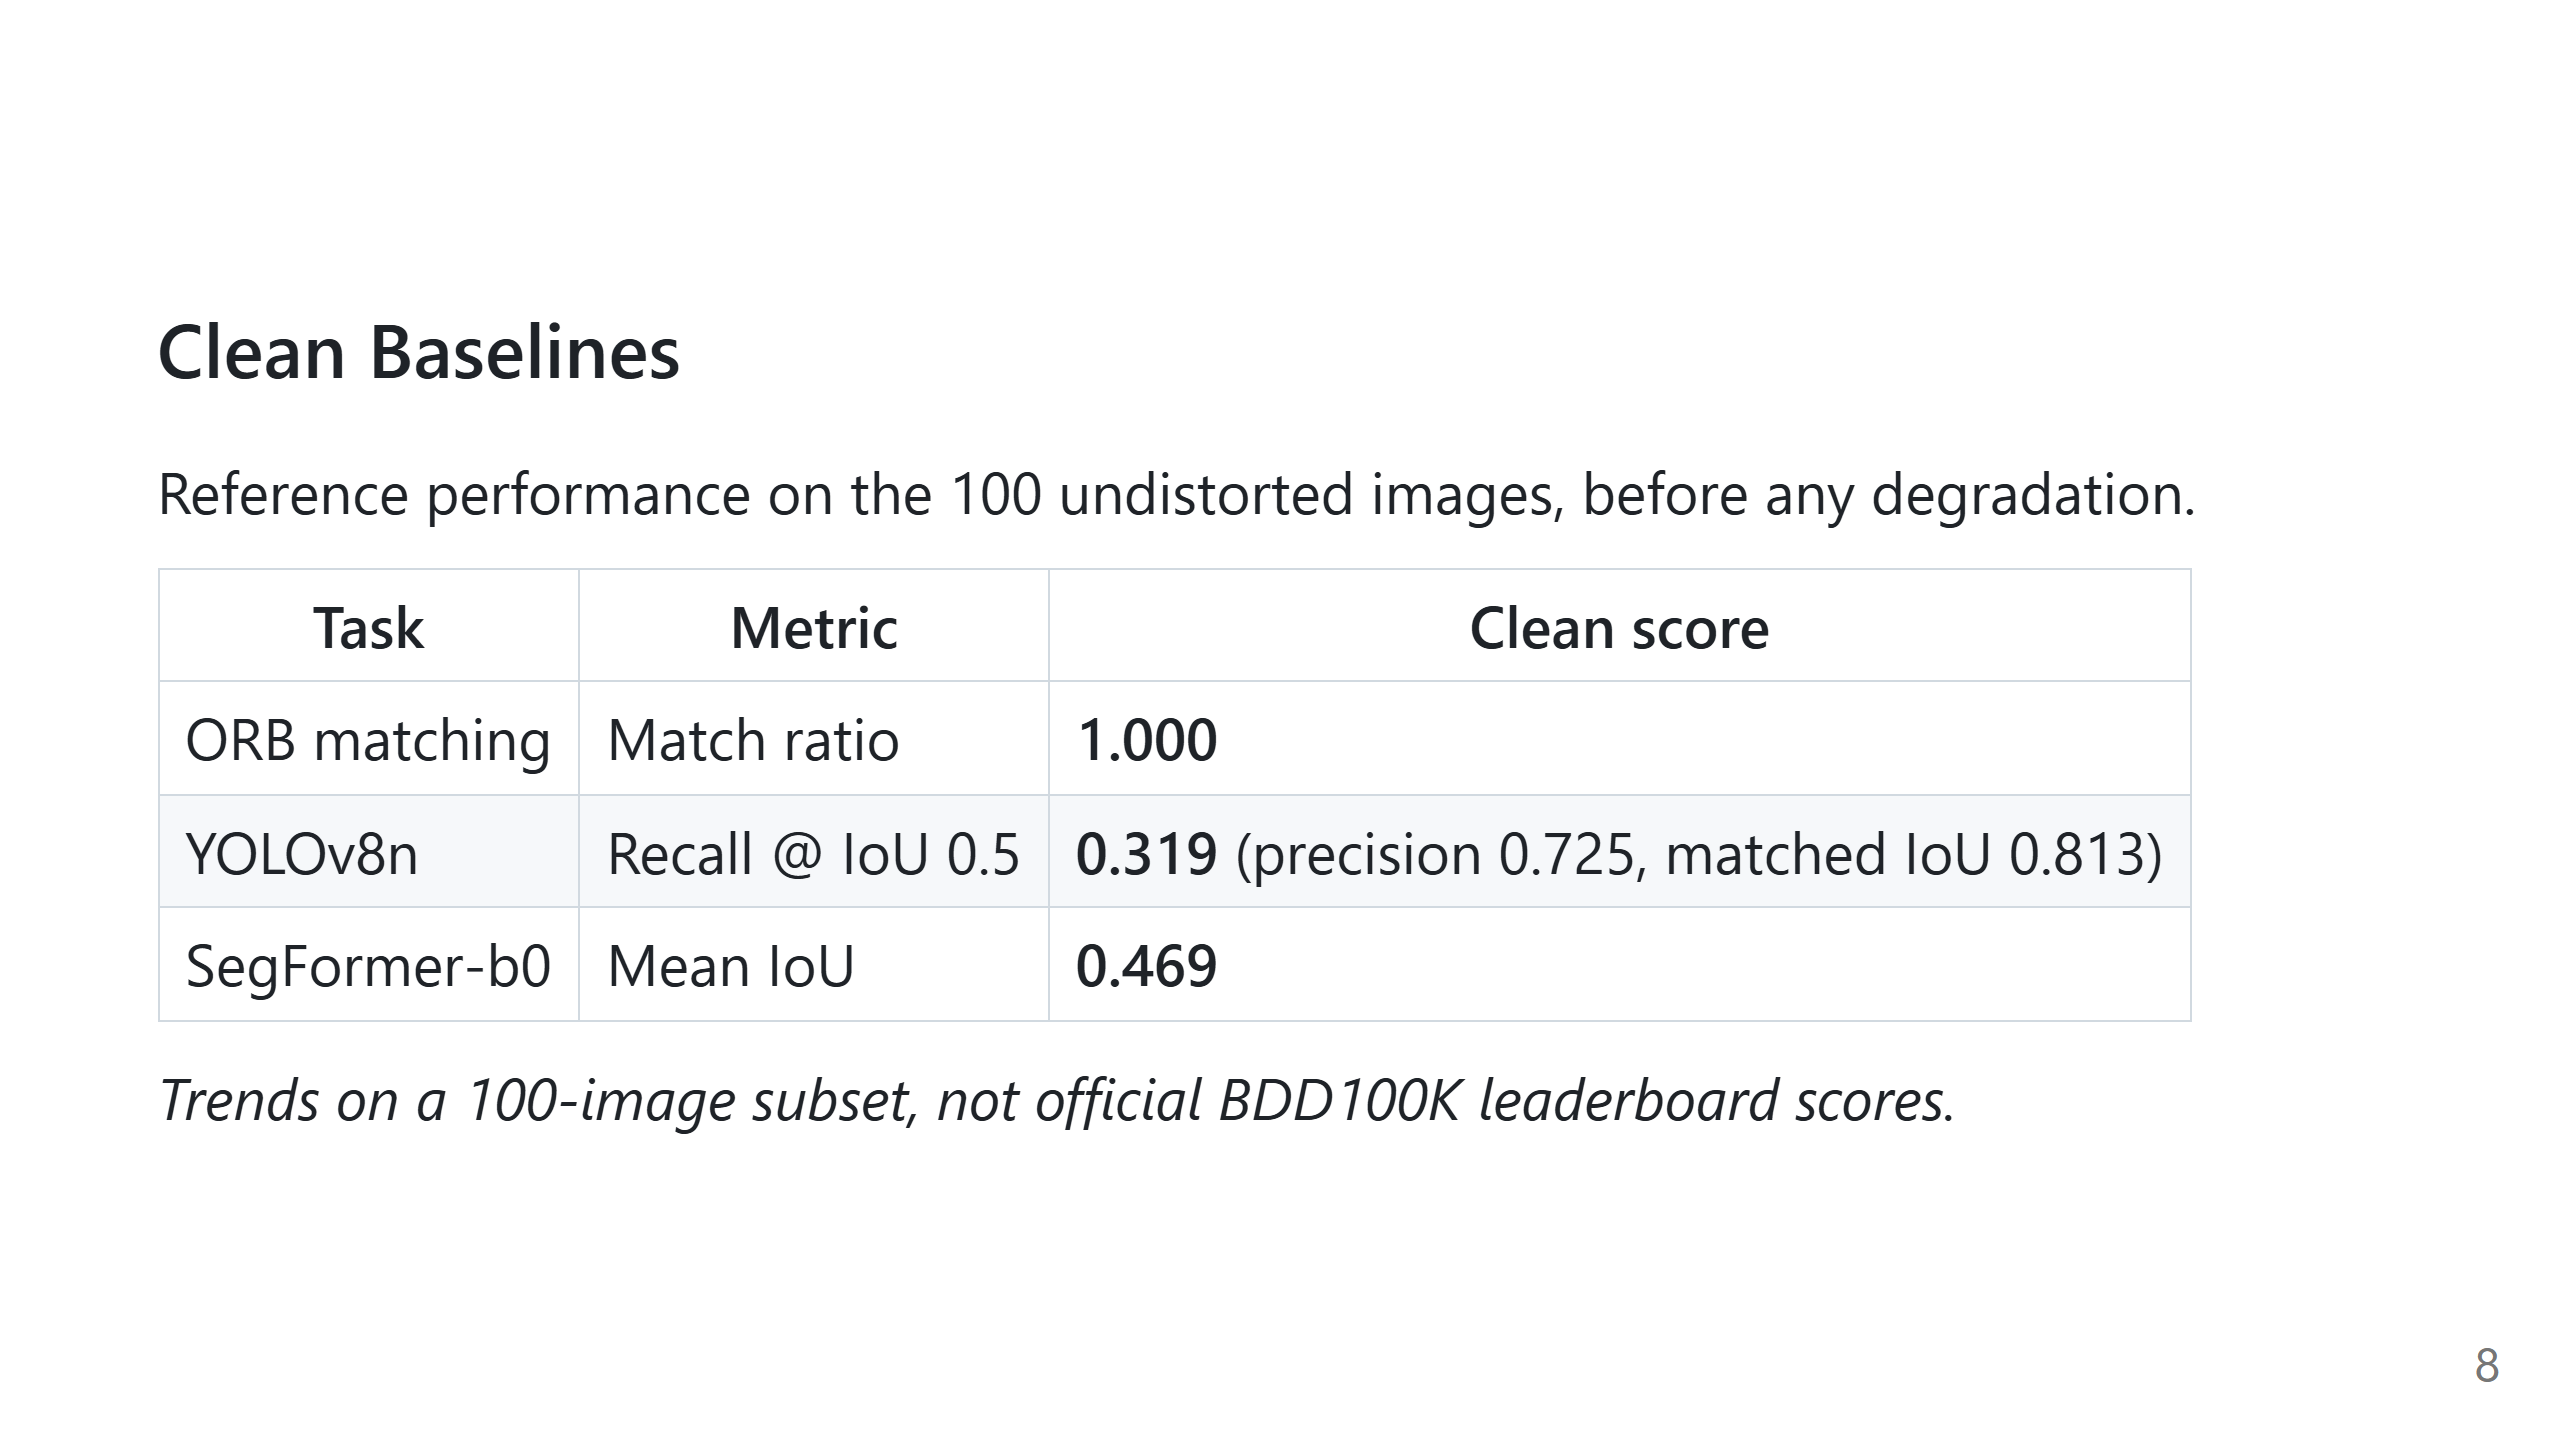 Clean Baselines
Reference performance on the 100 undistorted images, before any degradation.
Task Metric Clean score
ORB matching Match ratio 1.000
YOLOv8n Recall @ IoU 0.5 0.319 (precision 0.725, matched IoU 0.813)
SegFormer-b0 Mean IoU 0.469
Trends on a 100-image subset, not official BDD100K leaderboard scores.
8